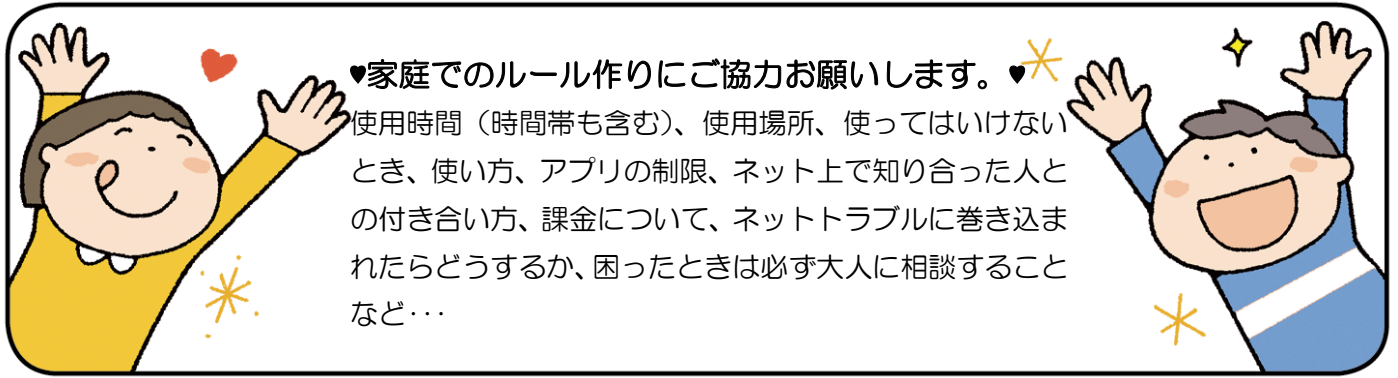 ♥家庭でのルール作りにご協力お願いします。♥
使用時間（時間帯も含む）、使用場所、使ってはいけない
とき、使い方、アプリの制限、ネット上で知り合った人と
の付き合い方、課金について、ネットトラブルに巻き込ま
れたらどうするか、困ったときは必ず大人に相談すること
など･･･